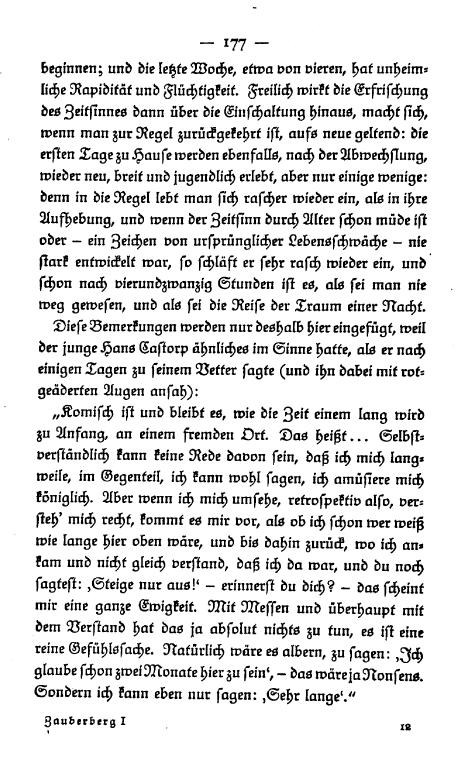 — 177 —
beginnen; und die letzte Woche, etwa von vieren, hat unheim-
liche Rapidität und Flüchtigkeit. Freilich wirkt die Erfrischung
des Zeitsinnes dann über die Einschaltung hinaus, macht sich,
wenn man zur Regel zurückgekehrt ist, aufs neue geltend: die
ersten Tage zu Hause werden ebenfalls, nach der Abwechslung,
wieder neu, breit und jugendlich erlebt, aber nur einige wenige:
denn in die Regel lebt man sich rascher wieder ein, als in ihre
Aufhebung, und wenn der Zeitsinn durch Alter schon müde ist
oder – ein Zeichen von ursprünglicher Lebensschwäche – nie
stark entwickelt war, so schläft er sehr rasch wieder ein, und
schon nach vierundzwanzig Stunden ist es, als sei man nie
weg gewesen, und als sei die Reise der Traum einer Nacht.
Diese Bemerkungen werden nur deshalb hier eingefügt, weil
der junge Hans Castorp ähnliches im Sinne hatte, als er nach
einigen Tagen zu seinem Vetter sagte (und ihn dabei mit rot-
geäderten Augen ansah):
„Komisch ist und bleibt es, wie die Zeit einem lang wird
zu Anfang, an einem fremden Ort. Das heißt... Selbst-
verständlich kann keine Rede davon sein, daß ich mich lang-
weile, im Gegenteil, ich kann wohl sagen, ich amüsiere mich
königlich. Aber wenn ich mich umsehe, retrospektiv also, ver-
steh’ mich recht, kommt es mir vor, als ob ich schon wer weiß
wie lange hier oben wäre, und bis dahin zurück, wo ich an-
kam und nicht gleich verstand, daß ich da war, und du noch
sagtest: ‚Steige nur aus!‘ – erinnerst du dich? – das scheint
mir eine ganze Ewigkeit. Mit Messen und überhaupt mit
dem Verstand hat das ja absolut nichts zu tun, es ist eine
reine Gefühlssache. Natürlich wäre es albern, zu sagen: ‚Ich
glaube schon zwei Monate hier zu sein‘, – das wäre ja Nonsens.
Sondern ich kann eben nur sagen: ‚Sehr lange‘.“
Zauberberg I 12